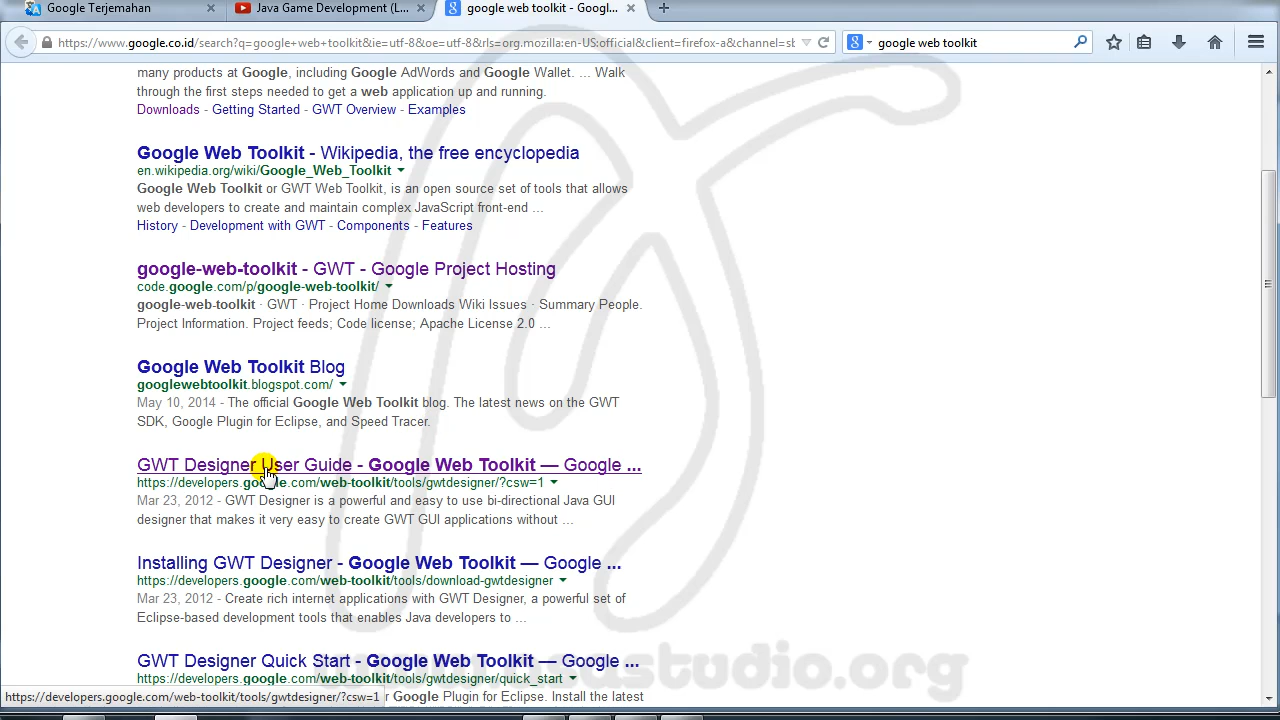 Google Terjemahan
Java Game Development (L...
google web toolkit - Googl...
https://www.google.co.id/search?q=google+web+toolkit&ie=utf-8&oe=utf-8&rls=org.mozilla:en-US:official&client=firefox-a&channel=sb
google web toolkit
many products at Google, including Google AdWords and Google Wallet. ... Walk
through the first steps needed to get a web application up and running.
Downloads - Getting Started - GWT Overview - Examples
Google Web Toolkit - Wikipedia, the free encyclopedia
en.wikipedia.org/wiki/Google_Web_Toolkit
Google Web Toolkit or GWT Web Toolkit, is an open source set of tools that allows
web developers to create and maintain complex JavaScript front-end ...
History - Development with GWT - Components - Features
google-web-toolkit - GWT - Google Project Hosting
code.google.com/p/google-web-toolkit/
google-web-toolkit · GWT · Project Home Downloads Wiki Issues · Summary People.
Project Information. Project feeds; Code license; Apache License 2.0 ...
Google Web Toolkit Blog
googlewebtoolkit.blogspot.com/
May 10, 2014 - The official Google Web Toolkit blog. The latest news on the GWT
SDK, Google Plugin for Eclipse, and Speed Tracer.
GWT Designer User Guide - Google Web Toolkit — Google ...
https://developers.google.com/web-toolkit/tools/gwtdesigner/?csw=1
Mar 23, 2012 - GWT Designer is a powerful and easy to use bi-directional Java GUI
designer that makes it very easy to create GWT GUI applications without ...
Installing GWT Designer - Google Web Toolkit — Google ...
https://developers.google.com/web-toolkit/tools/download-gwtdesigner
Mar 23, 2012 - Create rich internet applications with GWT Designer, a powerful set of
Eclipse-based development tools that enables Java developers to ...
GWT Designer Quick Start - Google Web Toolkit — Google ...
https://developers.google.com/web-toolkit/tools/gwtdesigner/quick_start
r Google Plugin for Eclipse. Install the latest
https://developers.google.com/web-toolkit/tools/gwtdesigner/?csw=1